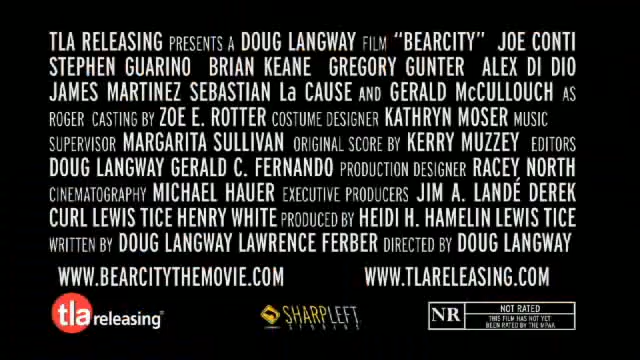 TLA RELEASING PRESENTS A DOUG LANGWAY FILM “BEARCITY” JOE CONTI
STEPHEN GUARINO BRIAN KEANE GREGORY GUNTER ALEX DI DIO
JAMES MARTINEZ SEBASTIAN La CAUSE AND GERALD McCULLOUCH AS
ROGER CASTING BY ZOE E. ROTTER COSTUME DESIGNER KATHRYN MOSER MUSIC
SUPERVISOR MARGARITA SULLIVAN ORIGINAL SCORE BY KERRY MUZZEY EDITORS
DOUG LANGWAY GERALD C. FERNANDO PRODUCTION DESIGNER RACEY NORTH
CINEMATOGRAPHY MICHAEL HAUER EXECUTIVE PRODUCERS JIM A. LANDÉ DEREK
CURL LEWIS TICE HENRY WHITE PRODUCED BY HEIDI H. HAMELIN LEWIS TICE
WRITTEN BY DOUG LANGWAY LAWRENCE FERBER DIRECTED BY DOUG LANGWAY
WWW.BEARCITYTHEMOVIE.COM WWW.TLARELEASING.COM
tla releasing®
SHARPLEFT
STUDIOS
NR NOT RATED
THIS FILM HAS NOT YET
BEEN RATED BY THE MPAA